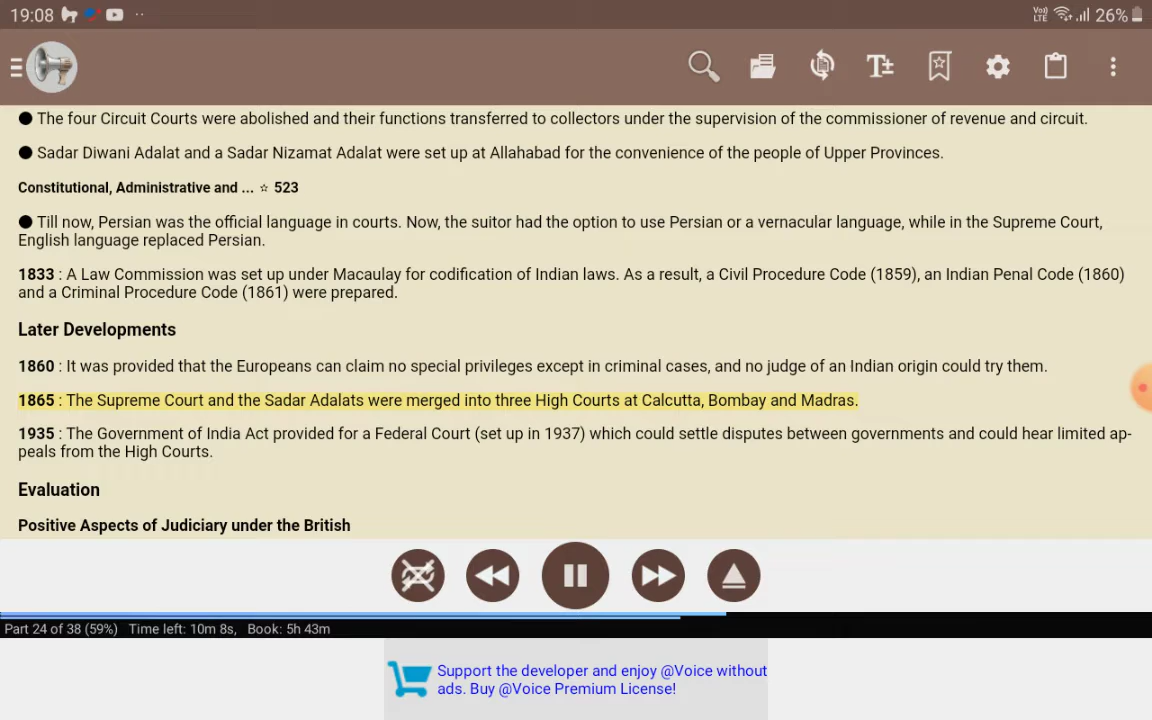 19:08
Vo) LTE 26%
T±
● The four Circuit Courts were abolished and their functions transferred to collectors under the supervision of the commissioner of revenue and circuit.
● Sadar Diwani Adalat and a Sadar Nizamat Adalat were set up at Allahabad for the convenience of the people of Upper Provinces.
Constitutional, Administrative and ... ☆ 523
● Till now, Persian was the official language in courts. Now, the suitor had the option to use Persian or a vernacular language, while in the Supreme Court,
English language replaced Persian.
1833 : A Law Commission was set up under Macaulay for codification of Indian laws. As a result, a Civil Procedure Code (1859), an Indian Penal Code (1860)
and a Criminal Procedure Code (1861) were prepared.
Later Developments
1860 : It was provided that the Europeans can claim no special privileges except in criminal cases, and no judge of an Indian origin could try them.
1865 : The Supreme Court and the Sadar Adalats were merged into three High Courts at Calcutta, Bombay and Madras.
1935 : The Government of India Act provided for a Federal Court (set up in 1937) which could settle disputes between governments and could hear limited ap-
peals from the High Courts.
Evaluation
Positive Aspects of Judiciary under the British
Part 24 of 38 (59%) Time left: 10m 8s, Book: 5h 43m
Support the developer and enjoy @Voice without
ads. Buy @Voice Premium License!